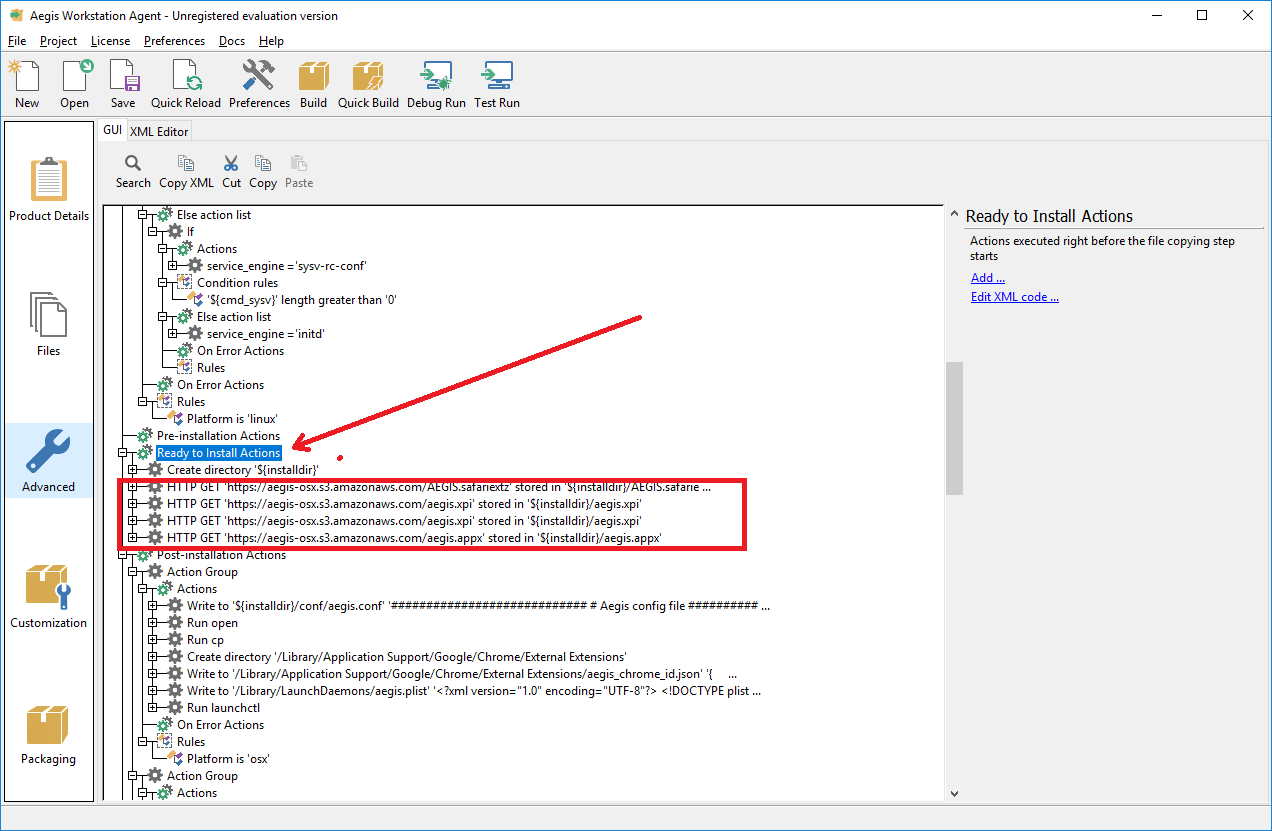 Aegis Workstation Agent - Unregistered evaluation version
File Project License Preferences Docs Help
New Open Save Quick Reload Preferences Build Quick Build Debug Run Test Run
Product Details
Files
Advanced
Customization
Packaging
GUI XML Editor
Search Copy XML Cut Copy Paste
Else action list
If
Actions
service_engine ='sysv-rc-conf'
Condition rules
'${cmd_sysv}' length greater than '0'
Else action list
service_engine ='initd'
On Error Actions
Rules
On Error Actions
Rules
Platform is 'linux'
Pre-installation Actions
Ready to Install Actions
Create directory '${installdir}'
HTTP GET 'https://aegis-osx.s3.amazonaws.com/AEGIS.safariextz' stored in '${installdir}/AEGIS.safarie ...
HTTP GET 'https://aegis-osx.s3.amazonaws.com/aegis.xpi' stored in '${installdir}/aegis.xpi'
HTTP GET 'https://aegis-osx.s3.amazonaws.com/aegis.xpi' stored in '${installdir}/aegis.xpi'
HTTP GET 'https://aegis-osx.s3.amazonaws.com/aegis.appx' stored in '${installdir}/aegis.appx'
Post-installation Actions
Action Group
Actions
Write to '${installdir}/conf/aegis.conf' '############################ # Aegis config file ########## ...
Run open
Run cp
Create directory '/Library/Application Support/Google/Chrome/External Extensions'
Write to '/Library/Application Support/Google/Chrome/External Extensions/aegis_chrome_id.json' '{ ...
Write to '/Library/LaunchDaemons/aegis.plist' '<?xml version="1.0" encoding="UTF-8"?> <!DOCTYPE plist ...
Run launchctl
On Error Actions
Rules
Platform is 'osx'
Action Group
Actions
Ready to Install Actions
Actions executed right before the file copying step
starts
Add ...
Edit XML code ...